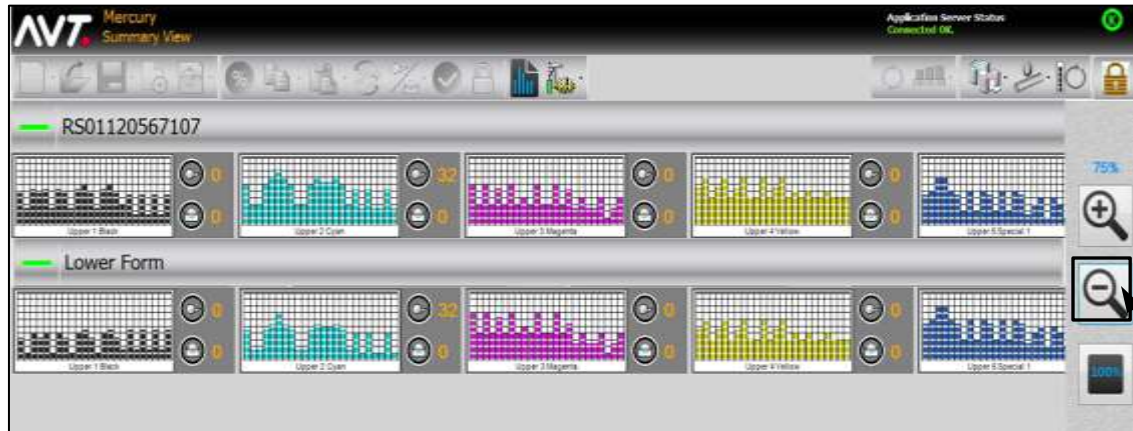 AVT
Mercury
Summary View
Application Server Status
Connected OK.
RS01120567107
75%
0 32 0 0
0 0 0 0
Upper 1 Black Upper 2 Cyan Upper 3 Magenta Upper 4 Yellow Upper 5 Special 1
Lower Form
0 32 0 0
0 0 0 0
Upper 1 Black Upper 2 Cyan Upper 3 Magenta Upper 4 Yellow Upper 5 Special 1
100%